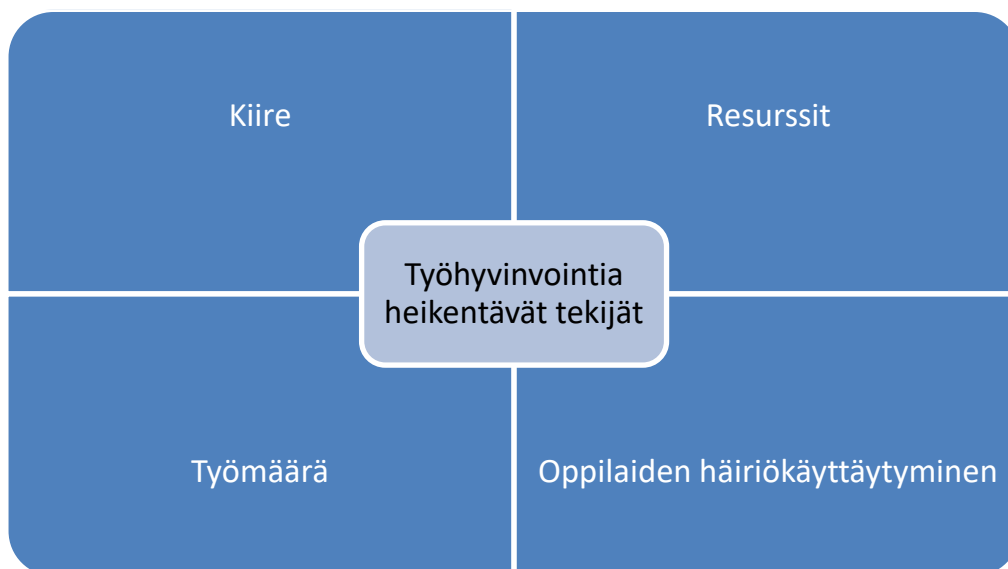 Kiire
Resurssit
Työhyvinvointia
heikentävät tekijät
Työmäärä
Oppilaiden häiriökäyttäytyminen